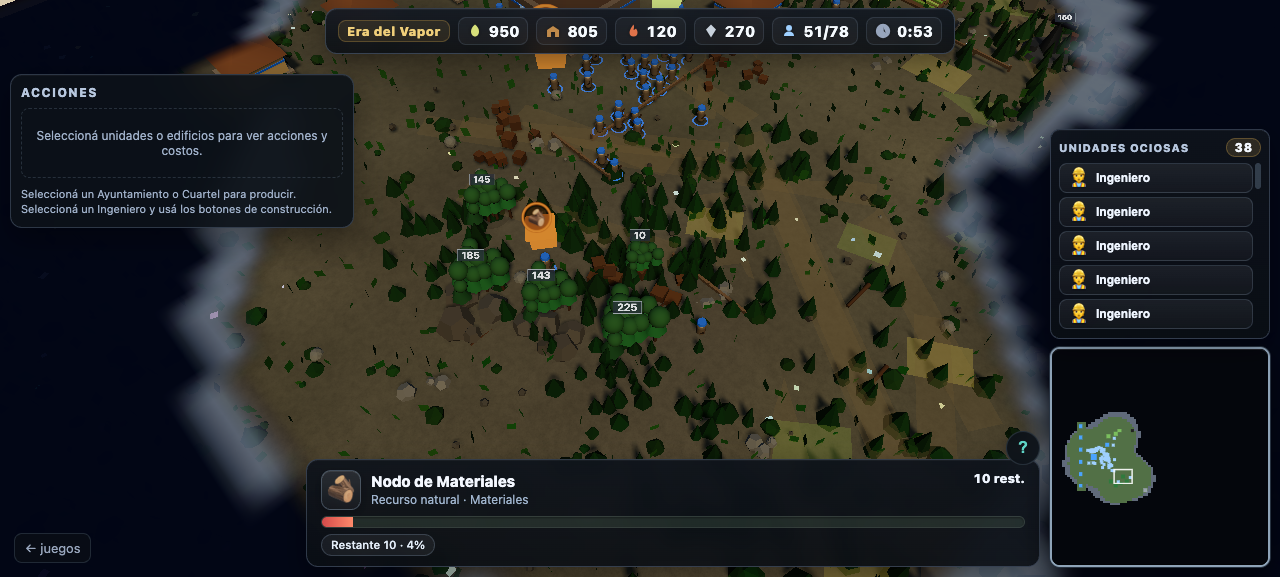 Era del Vapor
950
805
120
270
51/78
0:53
160
ACCIONES
Seleccioná unidades o edificios para ver acciones y
costos.
Seleccioná un Ayuntamiento o Cuartel para producir.
Seleccioná un Ingeniero y usá los botones de construcción.
UNIDADES OCIOSAS
38
Ingeniero
Ingeniero
Ingeniero
Ingeniero
Ingeniero
145
10
185
143
225
?
Nodo de Materiales
10 rest.
Recurso natural · Materiales
Restante 10 · 4%
← juegos